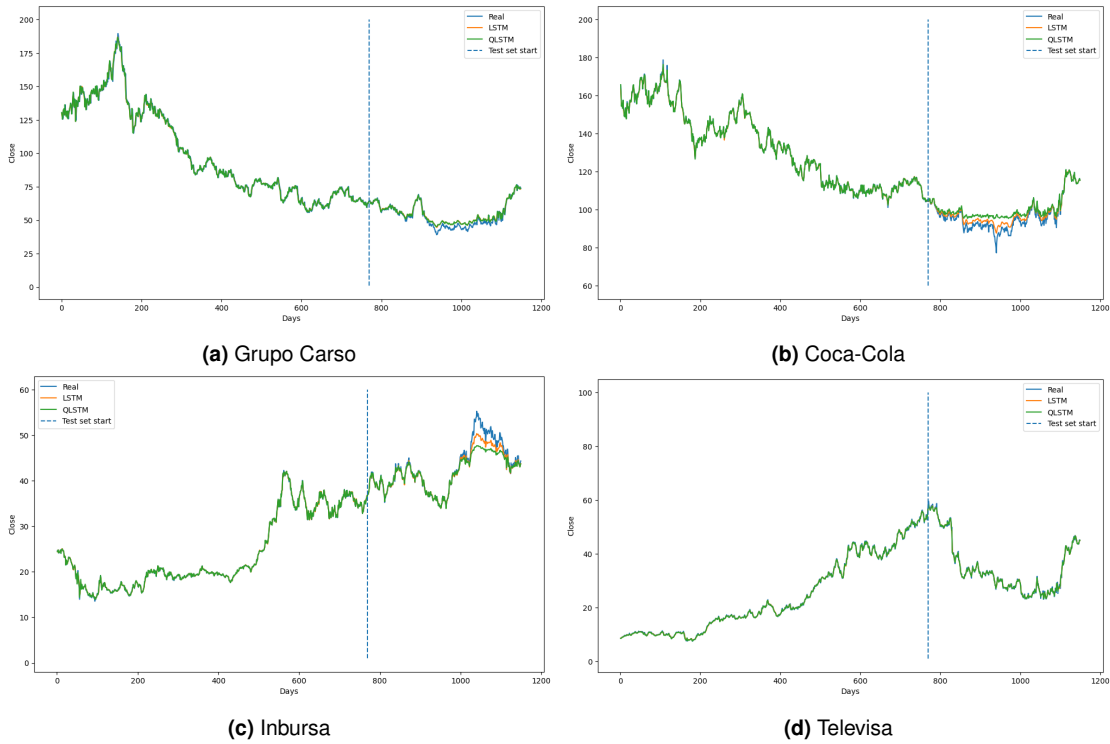 200
175
150
125
100
75
50
25
0
Close
0 200 400 600 800 1000 1200
Days
Real
LSTM
QLSTM
Test set start
(a) Grupo Carso
200
180
160
140
120
100
80
60
Close
0 200 400 600 800 1000 1200
Days
Real
LSTM
QLSTM
Test set start
(b) Coca-Cola
60
50
40
30
20
10
0
Close
0 200 400 600 800 1000 1200
Days
Real
LSTM
QLSTM
Test set start
(c) Inbursa
100
80
60
40
20
0
Close
0 200 400 600 800 1000 1200
Days
Real
LSTM
QLSTM
Test set start
(d) Televisa